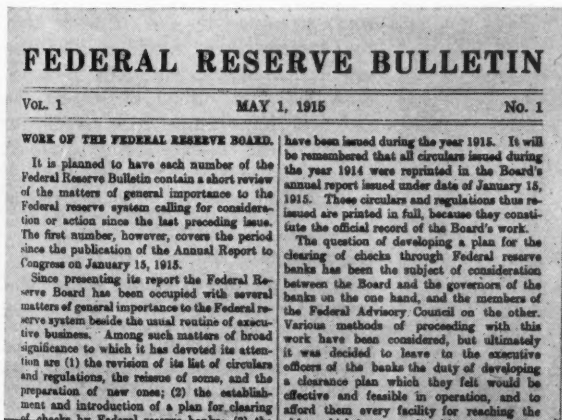 FEDERAL RESERVE BULLETIN
VOL. 1 MAY 1, 1915 No. 1
WORK OF THE FEDERAL RESERVE BOARD.
It is planned to have each number of the
Federal Reserve Bulletin contain a short review
of the matters of general importance to the
Federal reserve system calling for considera-
tion or action since the last preceding issue.
The first number, however, covers the period
since the publication of the Annual Report to
Congress on January 15, 1915.
Since presenting its report the Federal Re-
serve Board has been occupied with several
matters of general importance to the Federal re-
serve system beside the usual routine of execu-
tive business. Among such matters of broad
significance to which it has devoted its atten-
tion are (1) the revision of its list of circulars
and regulations, the reissue of some, and the
preparation of new ones; (2) the establish-
ment and introduction of a plan for clearing
of checks
have been issued during the year 1915. It will
be remembered that all circulars issued during
the year 1914 were reprinted in the Board's
annual report issued under date of January 15,
1915. These circulars and regulations thus re-
issued are printed in full, because they consti-
tute the official record of the Board's work.
The question of developing a plan for the
clearing of checks through Federal reserve
banks has been the subject of consideration
between the Board and the governors of the
banks on the one hand, and the members of
the Federal Advisory Council on the other.
Various methods of proceeding with this
work have been considered, but ultimately
it was decided to leave to the executive
officers of the banks the duty of developing
a clearance plan which they felt would be
effective and feasible in operation, and to
afford them every facility for reaching the